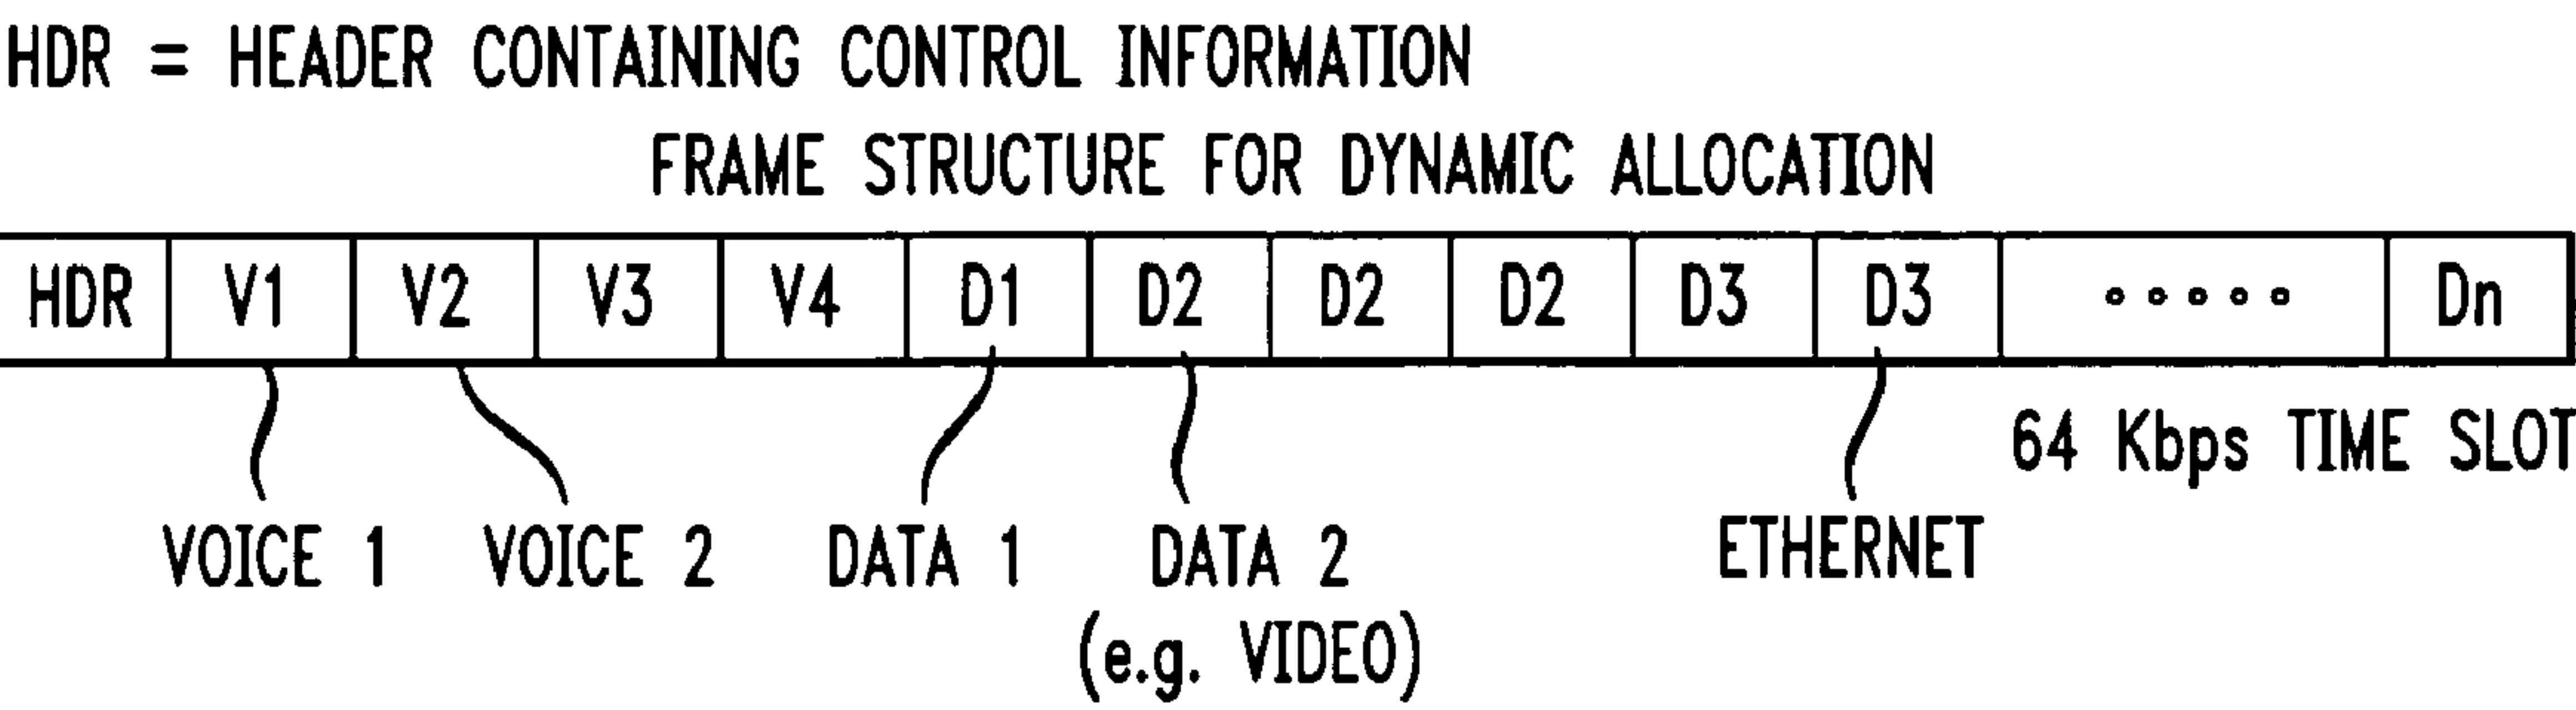 HDR = HEADER CONTAINING CONTROL INFORMATION
FRAME STRUCTURE FOR DYNAMIC ALLOCATION
HDR V1 V2 V3 V4 D1 D2 D2 D2 D3 D3 Dn
64 Kbps TIME SLOT
VOICE 1 VOICE 2 DATA 1 DATA 2 ETHERNET
(e.g. VIDEO)